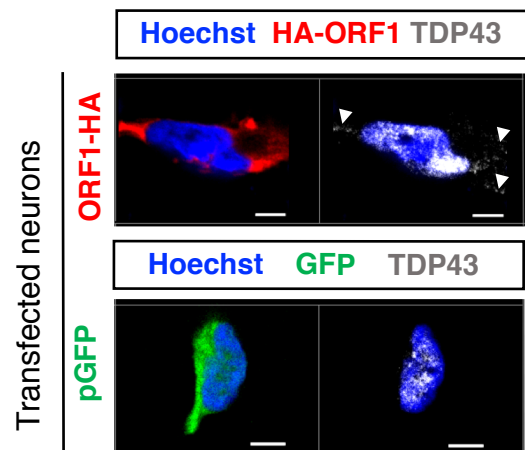 Hoechst HA-ORF1 TDP43
Transfected neurons
ORF1-HA
Hoechst GFP TDP43
pGFP